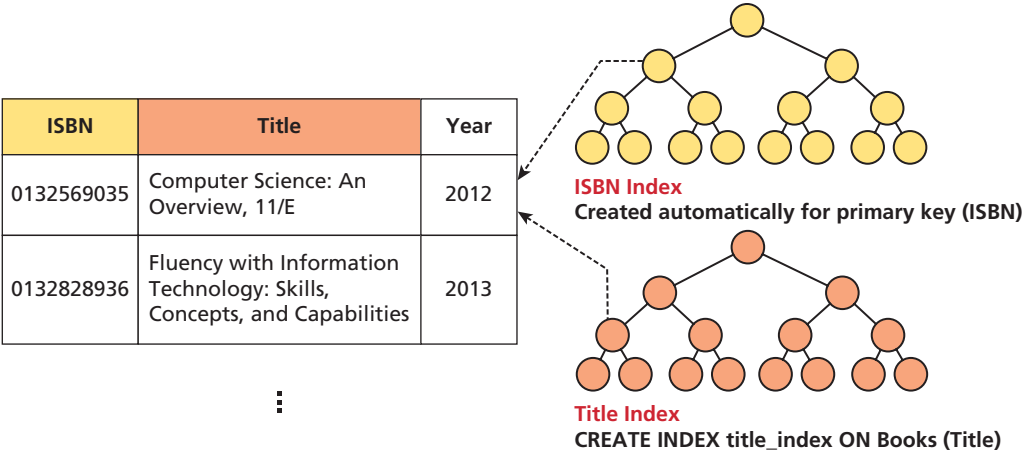 ISBN
Title
Year
0132569035
Computer Science: An
Overview, 11/E
2012
0132828936
Fluency with Information
Technology: Skills,
Concepts, and Capabilities
2013
ISBN Index
Created automatically for primary key (ISBN)
Title Index
CREATE INDEX title_index ON Books (Title)